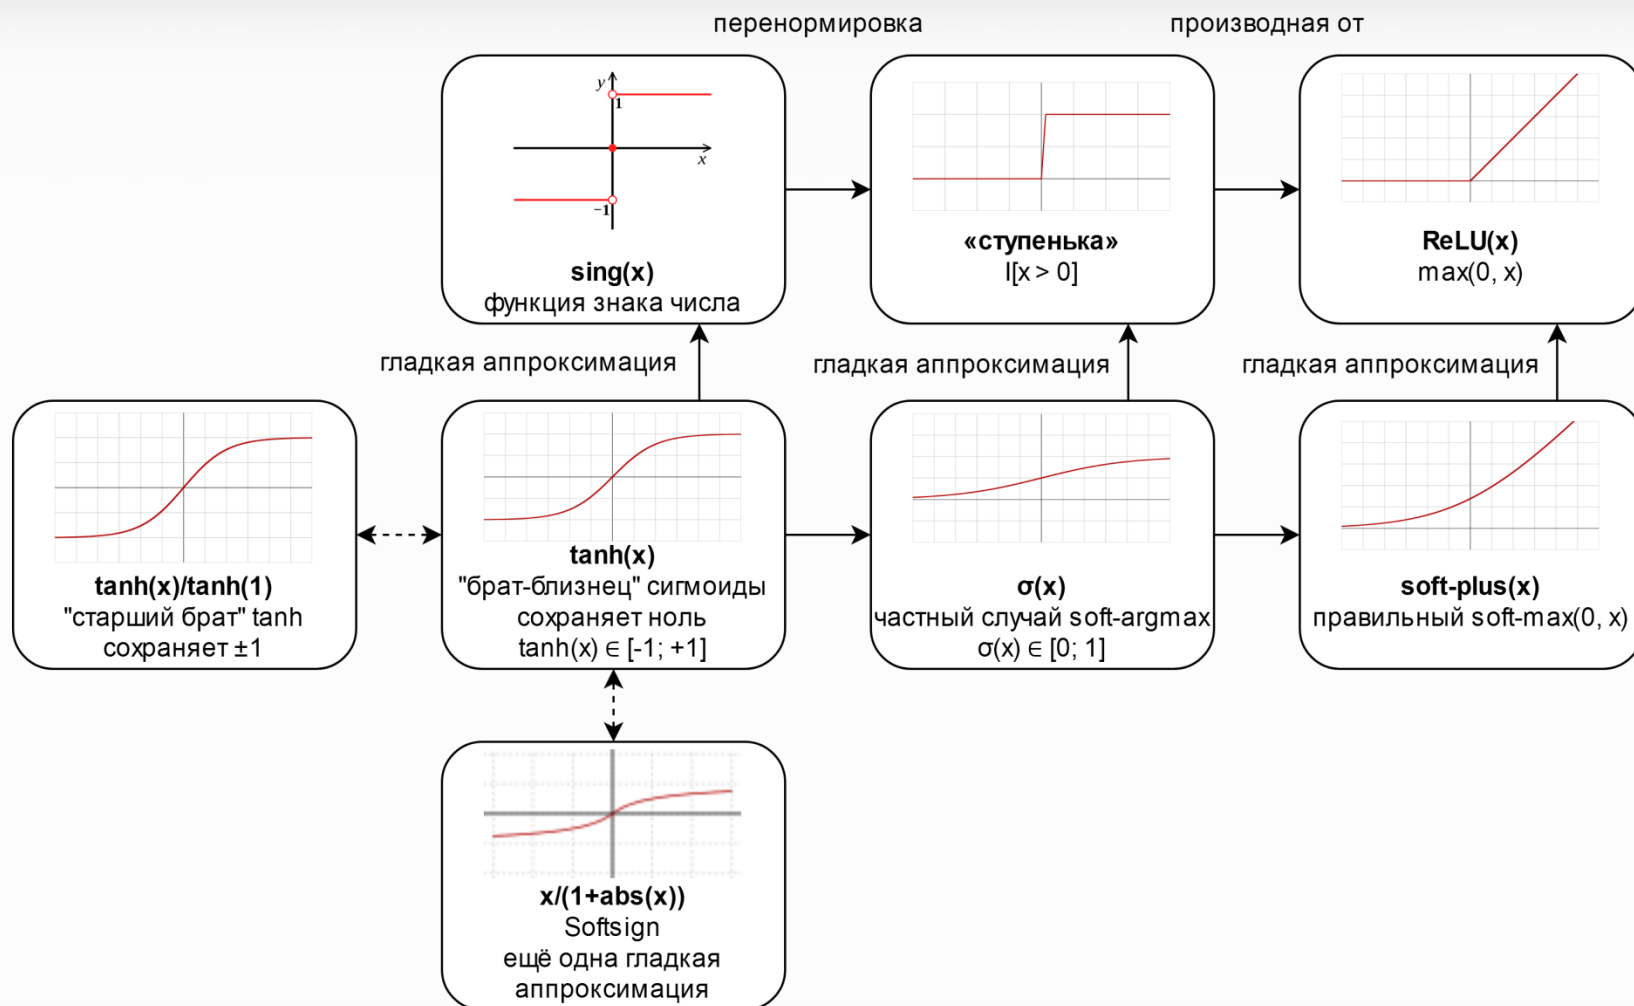 перенормировка
производная от
y
1
x
−1
sing(x)
функция знака числа
«ступенька»
I[x > 0]
ReLU(x)
max(0, x)
гладкая аппроксимация
гладкая аппроксимация
гладкая аппроксимация
tanh(x)/tanh(1)
"старший брат" tanh
сохраняет ±1
tanh(x)
"брат-близнец" сигмоиды
сохраняет ноль
tanh(x) ∈ [-1; +1]
σ(x)
частный случай soft-argmax
σ(x) ∈ [0; 1]
soft-plus(x)
правильный soft-max(0, x)
x/(1+abs(x))
Softsign
ещё одна гладкая
аппроксимация